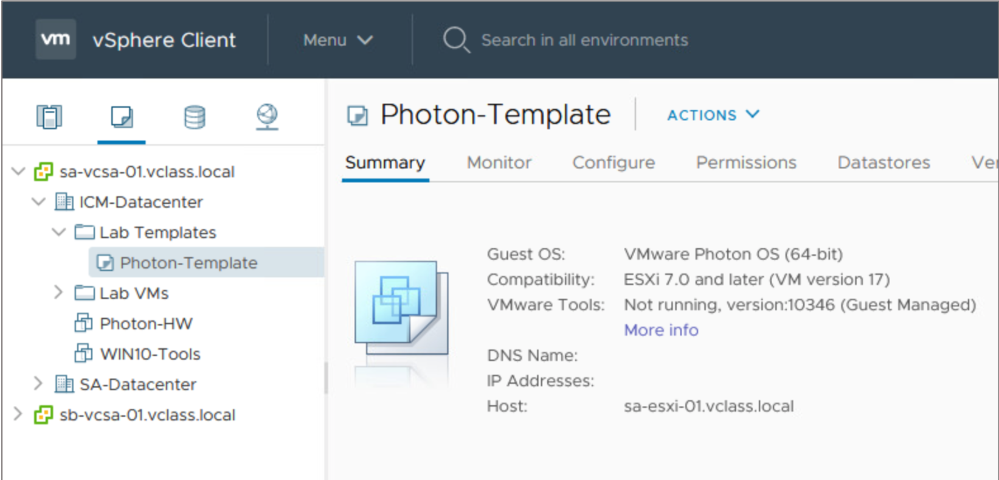 vm vSphere Client Menu Search in all environments
Photon-Template ACTIONS
Summary Monitor Configure Permissions Datastores Ver
sa-vcsa-01.vclass.local
ICM-Datacenter
Lab Templates
Photon-Template
Lab VMs
Photon-HW
WIN10-Tools
SA-Datacenter
sb-vcsa-01.vclass.local
Guest OS: VMware Photon OS (64-bit)
Compatibility: ESXi 7.0 and later (VM version 17)
VMware Tools: Not running, version:10346 (Guest Managed)
More info
DNS Name:
IP Addresses:
Host: sa-esxi-01.vclass.local